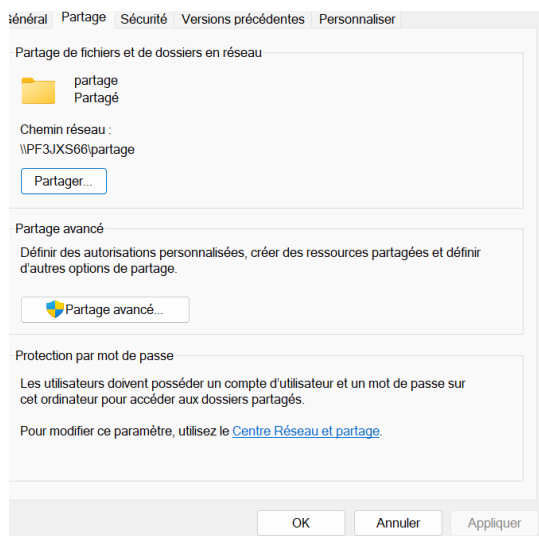 Général Partage Sécurité Versions précédentes Personnaliser
Partage de fichiers et de dossiers en réseau
partage
Partagé
Chemin réseau :
\\PF3JXS66\partage
Partager...
Partage avancé
Définir des autorisations personnalisées, créer des ressources partagées et définir
d'autres options de partage.
Partage avancé...
Protection par mot de passe
Les utilisateurs doivent posséder un compte d'utilisateur et un mot de passe sur
cet ordinateur pour accéder aux dossiers partagés.
Pour modifier ce paramètre, utilisez le Centre Réseau et partage.
OK Annuler Appliquer